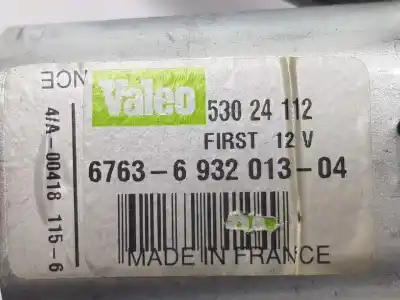 NCE
Valeo
530 24 112
FIRST 12 V
6763-6 932 013-04
4/A-00418 115-6
MADE IN FRANCE